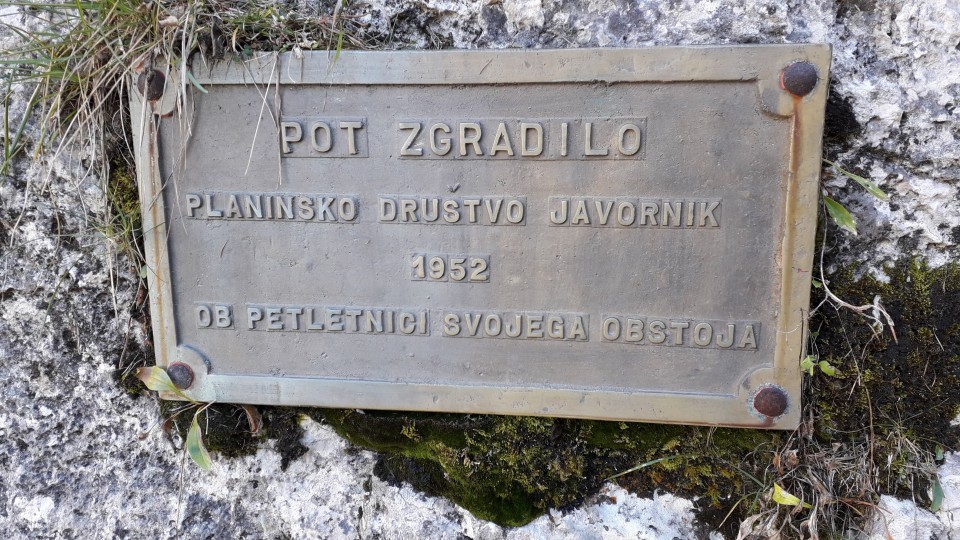 POT ZGRADILO
PLANINSKO DRUŠTVO JAVORNIK
1952
OB PETLETNICI SVOJEGA OBSTOJA